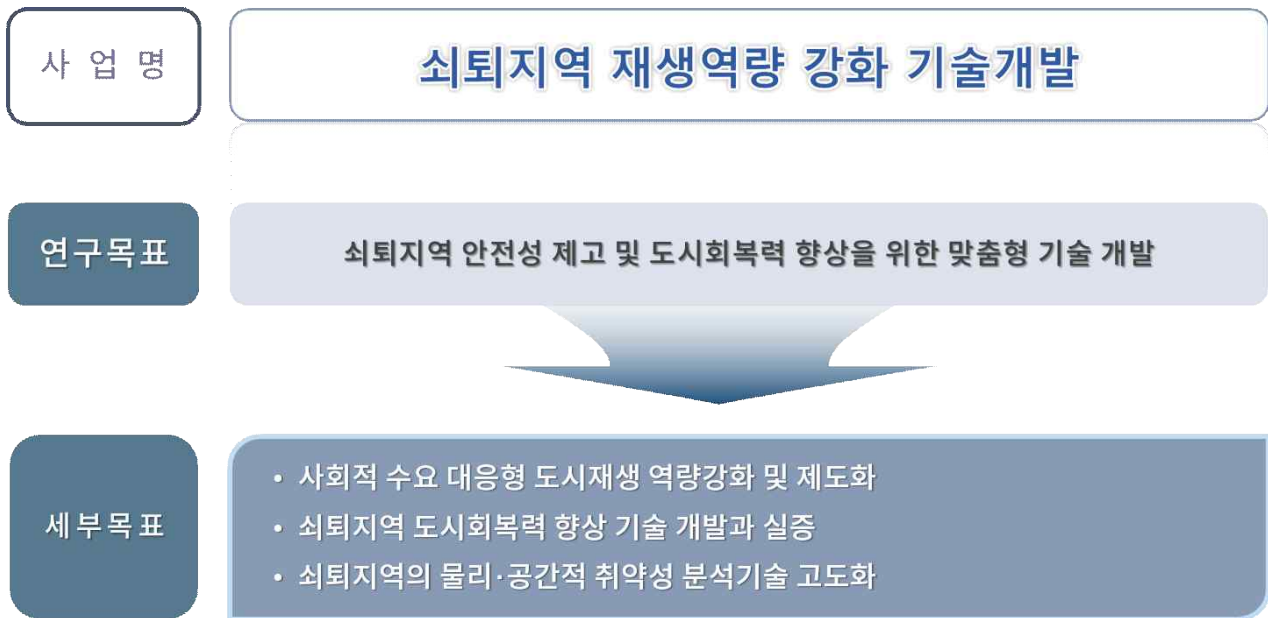 사 업 명
쇠퇴지역 재생역량 강화 기술개발
연구목표
쇠퇴지역 안전성 제고 및 도시회복력 향상을 위한 맞춤형 기술 개발
세부목표
• 사회적 수요 대응형 도시재생 역량강화 및 제도화
• 쇠퇴지역 도시회복력 향상 기술 개발과 실증
• 쇠퇴지역의 물리·공간적 취약성 분석기술 고도화